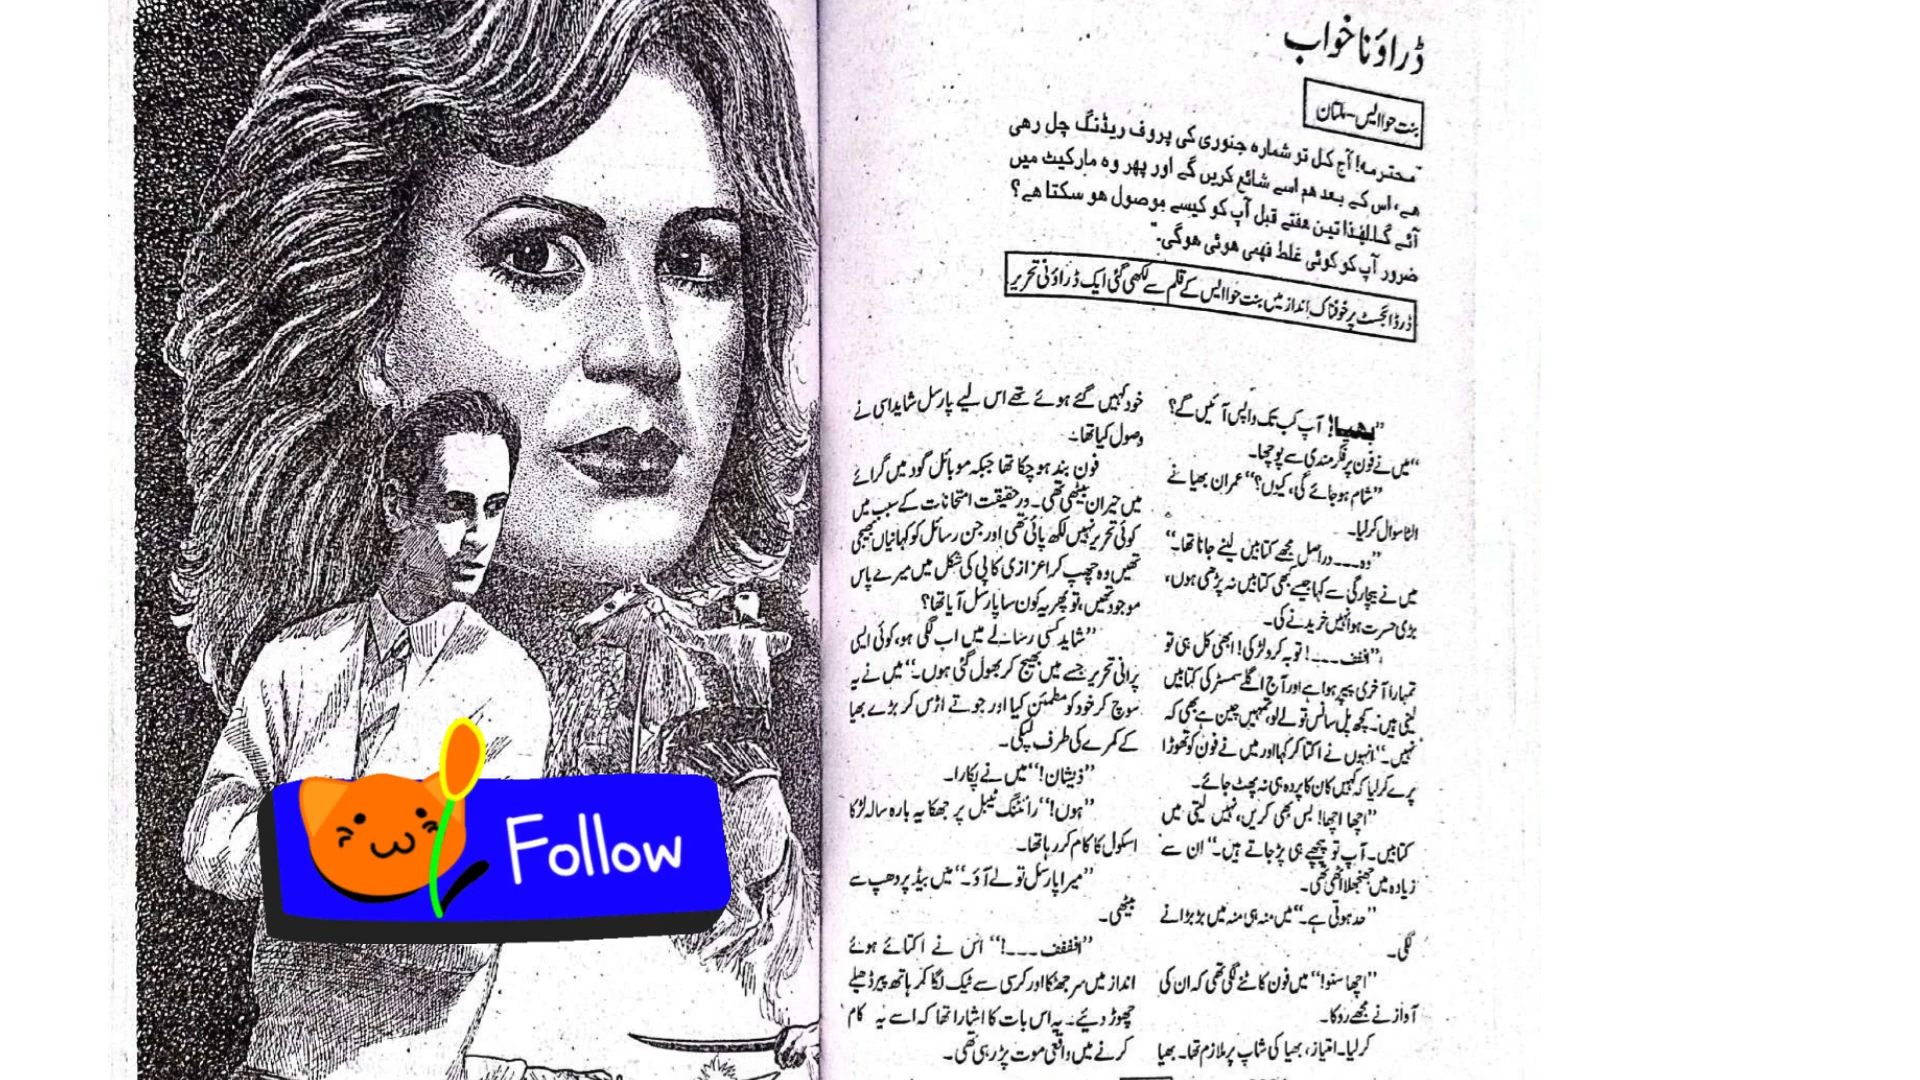 ڈراؤنا خواب
بنت حوا ایس-ملتان
"محترمہ! آج کل تو شمارہ جنوری کی پروف ریڈنگ چل رھی
ھے، اس کے بعد ھم اسے شائع کریں گے اور پھر وہ مارکیٹ میں
آئے گا۔ لھٰذا تین ھفتے قبل آپ کو کیسے موصول ھو سکتا ھے؟
ضرور آپ کو کوئی غلط فھمی ھوئی ھوگی۔"
ڈر ڈائجسٹ پر خوفناک انداز میں بنت حوا ایس کے قلم سے لکھی گئی ایک ڈراؤنی تحریر
"بھیا! آپ کب تک واپس آئیں گے؟
"میں نے فون پر فکر مندی سے پوچھا۔
"شام ہو جائے گی، کیوں؟" عمران بھیا نے
الٹا سوال کر لیا۔
"وہ۔۔۔ دراصل مجھے کتابیں لینے جانا تھا۔"
میں نے بیچارگی سے کہا جیسے کبھی کتابیں نہ پڑھی ہوں،
بڑی حسرت ہو انہیں خریدنے کی۔
"اففف۔۔۔! توبہ کرو لڑکی! ابھی کل ہی تو
تمہارا آخری پیپر ہوا ہے اور آج اگلے سمسٹر کی کتابیں
لینی ہیں۔ کچھ پل سانس تو لے لو، تمہیں چین ہے بھی کہ
نہیں۔" انہوں نے اکتا کر کہا اور میں نے فون کو تھوڑا
پرے کر لیا کہ کہیں کان کا پردہ ہی نہ پھٹ جائے۔
"اچھا اچھا! بس بھی کریں، نہیں لیتی میں
کتابیں۔ آپ تو پیچھے ہی پڑ جاتے ہیں۔" ان سے
زیادہ میں جھنجھلا اٹھی تھی۔
"حد ہوتی ہے۔" میں منہ ہی منہ میں بڑبڑانے
لگی۔
"اچھا سنو!" میں فون کاٹنے لگی تھی کہ ان کی
آواز نے مجھے روکا۔
کر لیا۔ امتیاز، بھیا کی شاپ پر ملازم تھا۔ بھیا
خود کہیں گئے ہوئے تھے اس لیے پارسل شاید اسی نے
وصول کیا تھا۔
فون بند ہو چکا تھا جبکہ موبائل گود میں گرائے
میں حیران بیٹھی تھی۔ درحقیقت امتحانات کے سبب میں
کوئی تحریر نہیں لکھ پائی تھی اور جن رسائل کو کہانیاں بھیجی
تھیں وہ چھپ کر اعزازی کاپی کی شکل میں میرے پاس
موجود تھیں، تو پھر یہ کون سا پارسل آیا تھا؟
"شاید کسی رسالے میں اب لگی ہو، کوئی ایسی
پرانی تحریر جسے میں بھیج کر بھول گئی ہوں۔" میں نے یہ
سوچ کر خود کو مطمئن کیا اور جوتے اڑس کر بڑے بھیا
کے کمرے کی طرف لپکی۔
"ذیشان!" میں نے پکارا۔
"ہوں!" رائٹنگ ٹیبل پر جھکا یہ بارہ سالہ لڑکا
اسکول کا کام کر رہا تھا۔
"میرا پارسل تو لے آؤ۔" میں بیڈ پر دھپ سے
بیٹھی۔
"اففففف۔۔۔!" اس نے اکتائے ہوئے
انداز میں سر جھٹکا اور کرسی سے ٹیک لگا کر ہاتھ پیر ڈھیلے
چھوڑ دیئے۔ یہ اس بات کا اشارا تھا کہ اسے یہ کام
کرنے میں واقعی موت پڑ رہی تھی۔
Follow